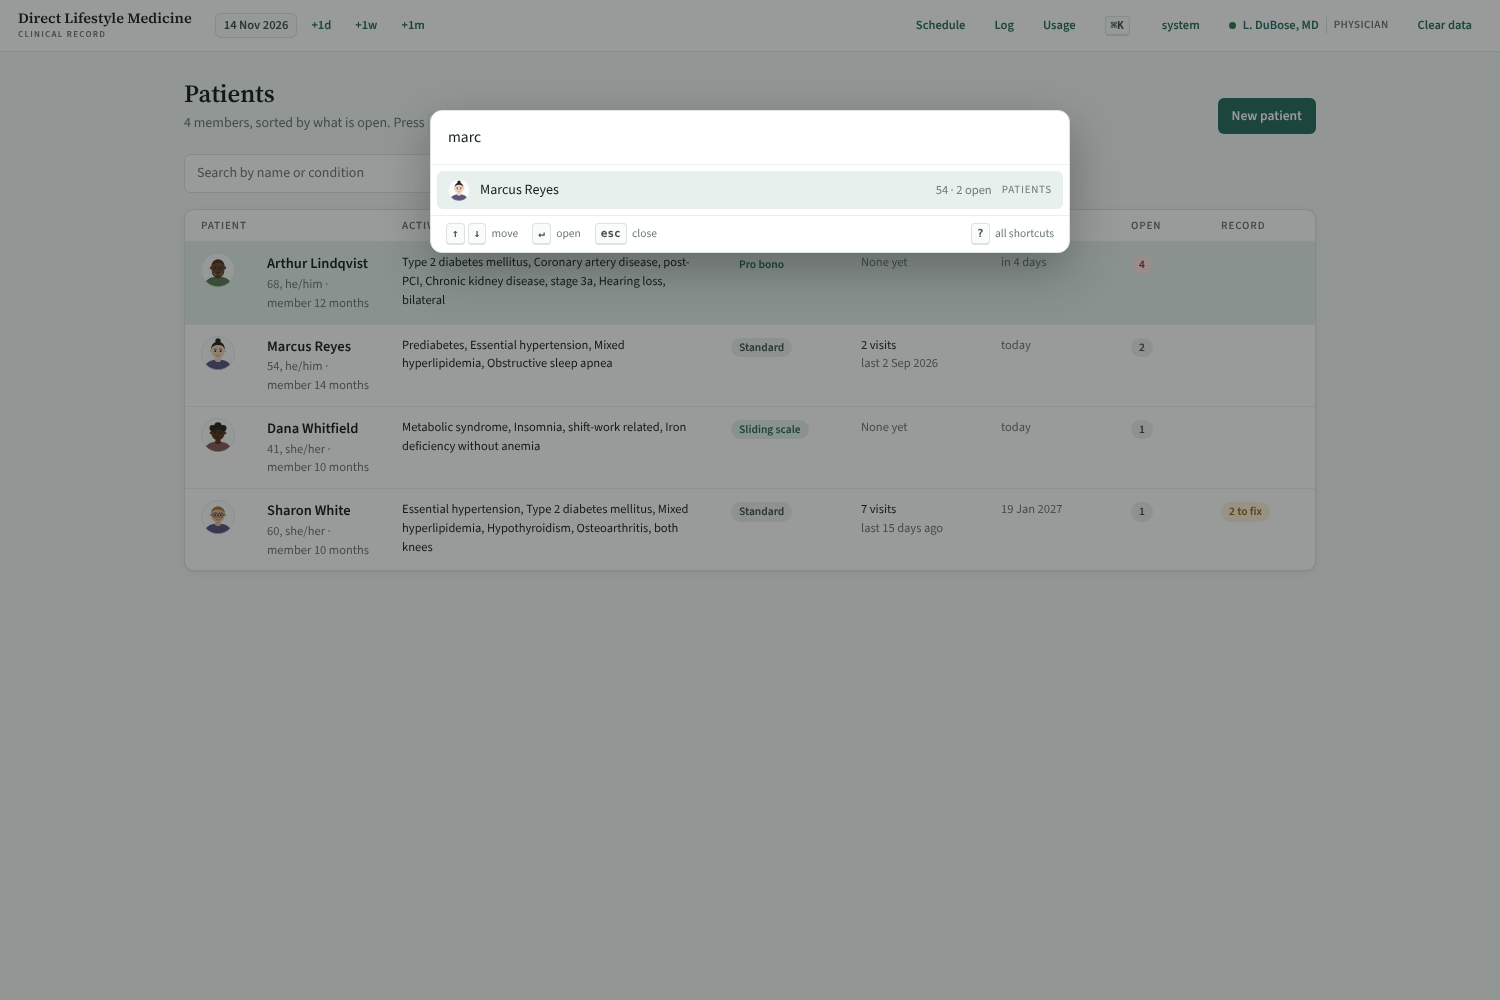 Direct Lifestyle Medicine
CLINICAL RECORD
14 Nov 2026
+1d
+1w
+1m
Schedule
Log
Usage
⌘K
system
L. DuBose, MD
PHYSICIAN
Clear data
Patients
4 members, sorted by what is open. Press
New patient
Search by name or condition
marc
Marcus Reyes
54 · 2 open
PATIENTS
↑ ↓ move
↵ open
esc close
? all shortcuts
PATIENT
OPEN
RECORD
Arthur Lindqvist
68, he/him ·
member 12 months
Type 2 diabetes mellitus, Coronary artery disease, post-
PCI, Chronic kidney disease, stage 3a, Hearing loss,
bilateral
Pro bono
None yet
in 4 days
4
Marcus Reyes
54, he/him ·
member 14 months
Prediabetes, Essential hypertension, Mixed
hyperlipidemia, Obstructive sleep apnea
Standard
2 visits
last 2 Sep 2026
today
2
Dana Whitfield
41, she/her ·
member 10 months
Metabolic syndrome, Insomnia, shift-work related, Iron
deficiency without anemia
Sliding scale
None yet
today
1
Sharon White
60, she/her ·
member 10 months
Essential hypertension, Type 2 diabetes mellitus, Mixed
hyperlipidemia, Hypothyroidism, Osteoarthritis, both
knees
Standard
7 visits
last 15 days ago
19 Jan 2027
1
2 to fix